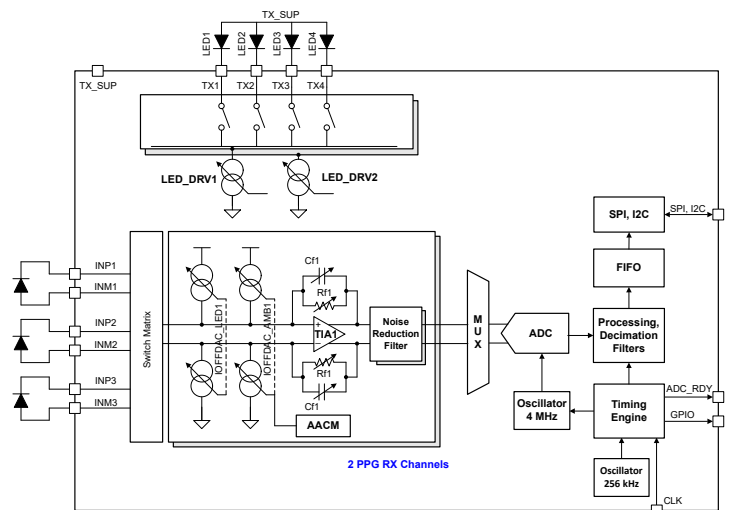 TX_SUP
LED1
LED2
LED3
LED4
TX_SUP
TX1
TX2
TX3
TX4
LED_DRV1
LED_DRV2
SPI, I2C
SPI, I2C
FIFO
INP1
INM1
INP2
INM2
INP3
INM3
Switch Matrix
IOFFDAC_LED1
IOFFDAC_AMB1
Cf1
Rf1
+
TIA1
-
Rf1
Cf1
AACM
Noise
Reduction
Filter
M
U
X
ADC
Processing,
Decimation
Filters
Oscillator
4 MHz
Timing
Engine
ADC_RDY
GPIO
Oscillator
256 kHz
CLK
2 PPG RX Channels